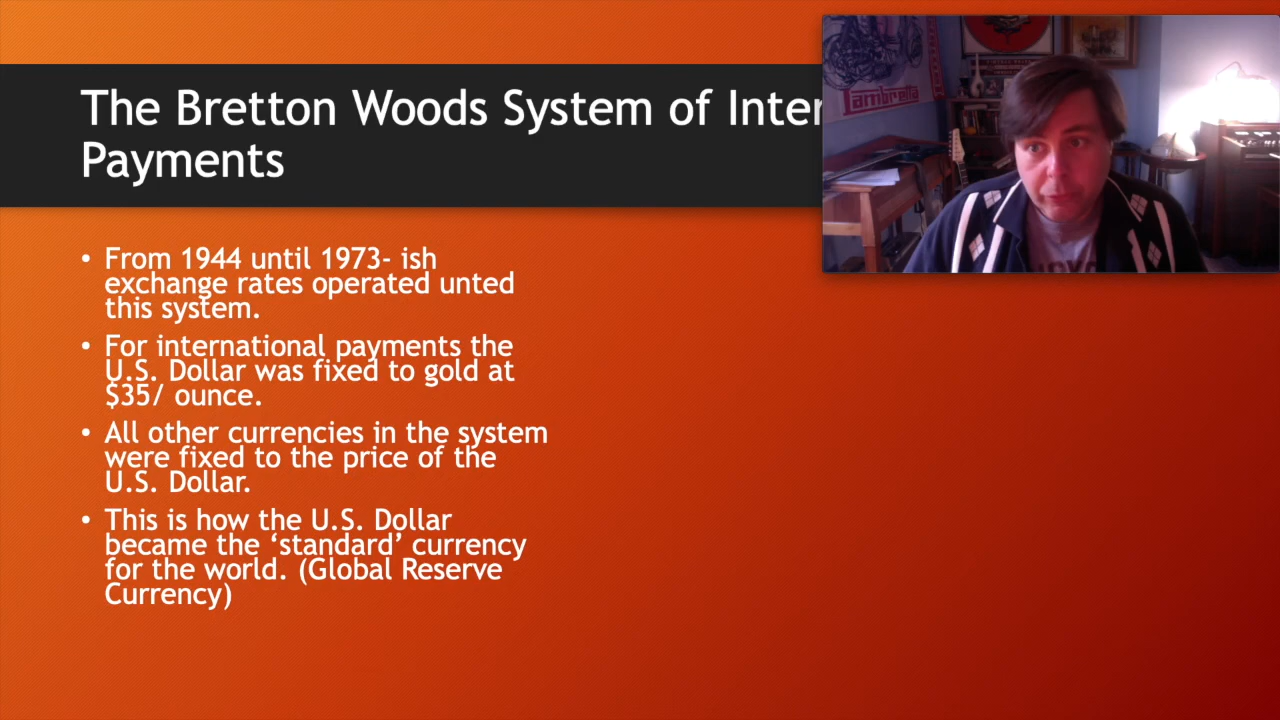 The Bretton Woods System of Inter
Payments
• From 1944 until 1973- ish
exchange rates operated unted
this system.
• For international payments the
U.S. Dollar was fixed to gold at
$35/ ounce.
• All other currencies in the system
were fixed to the price of the
U.S. Dollar.
• This is how the U.S. Dollar
became the ‘standard’ currency
for the world. (Global Reserve
Currency)
Lambretta